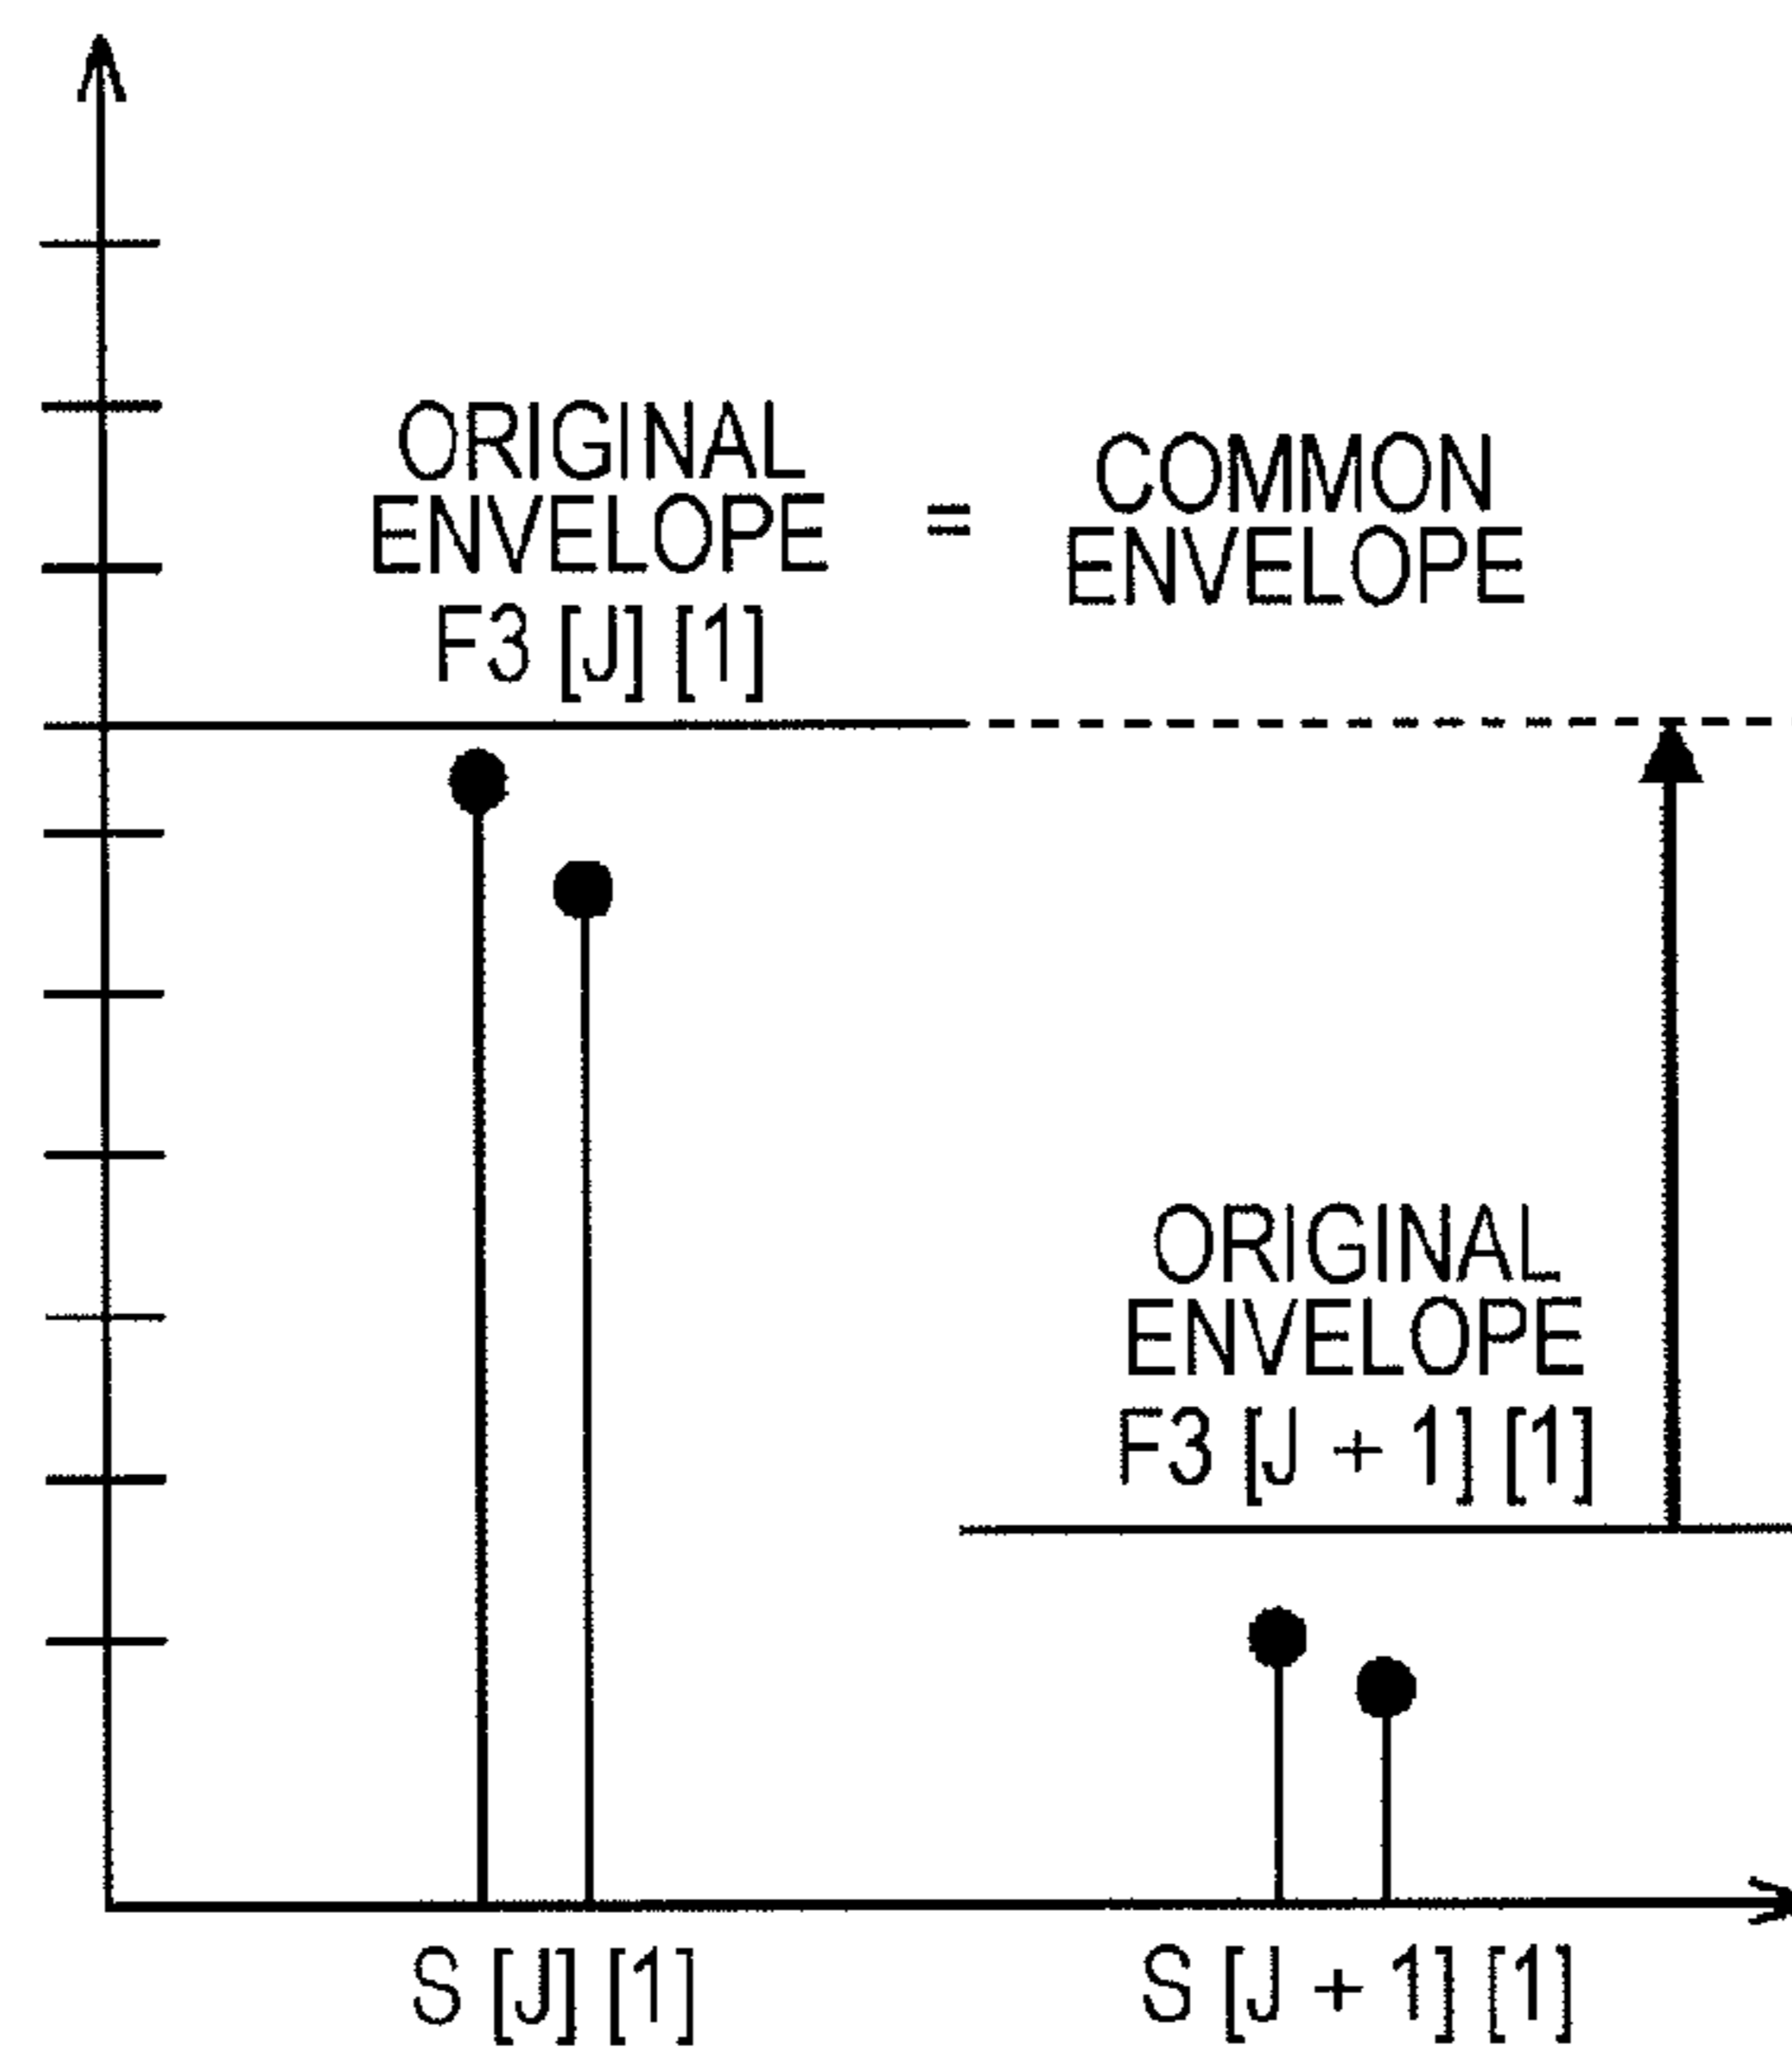 ORIGINAL
ENVELOPE
F3 [J] [1]
=
COMMON
ENVELOPE
ORIGINAL
ENVELOPE
F3 [J + 1] [1]
S [J] [1]
S [J + 1] [1]